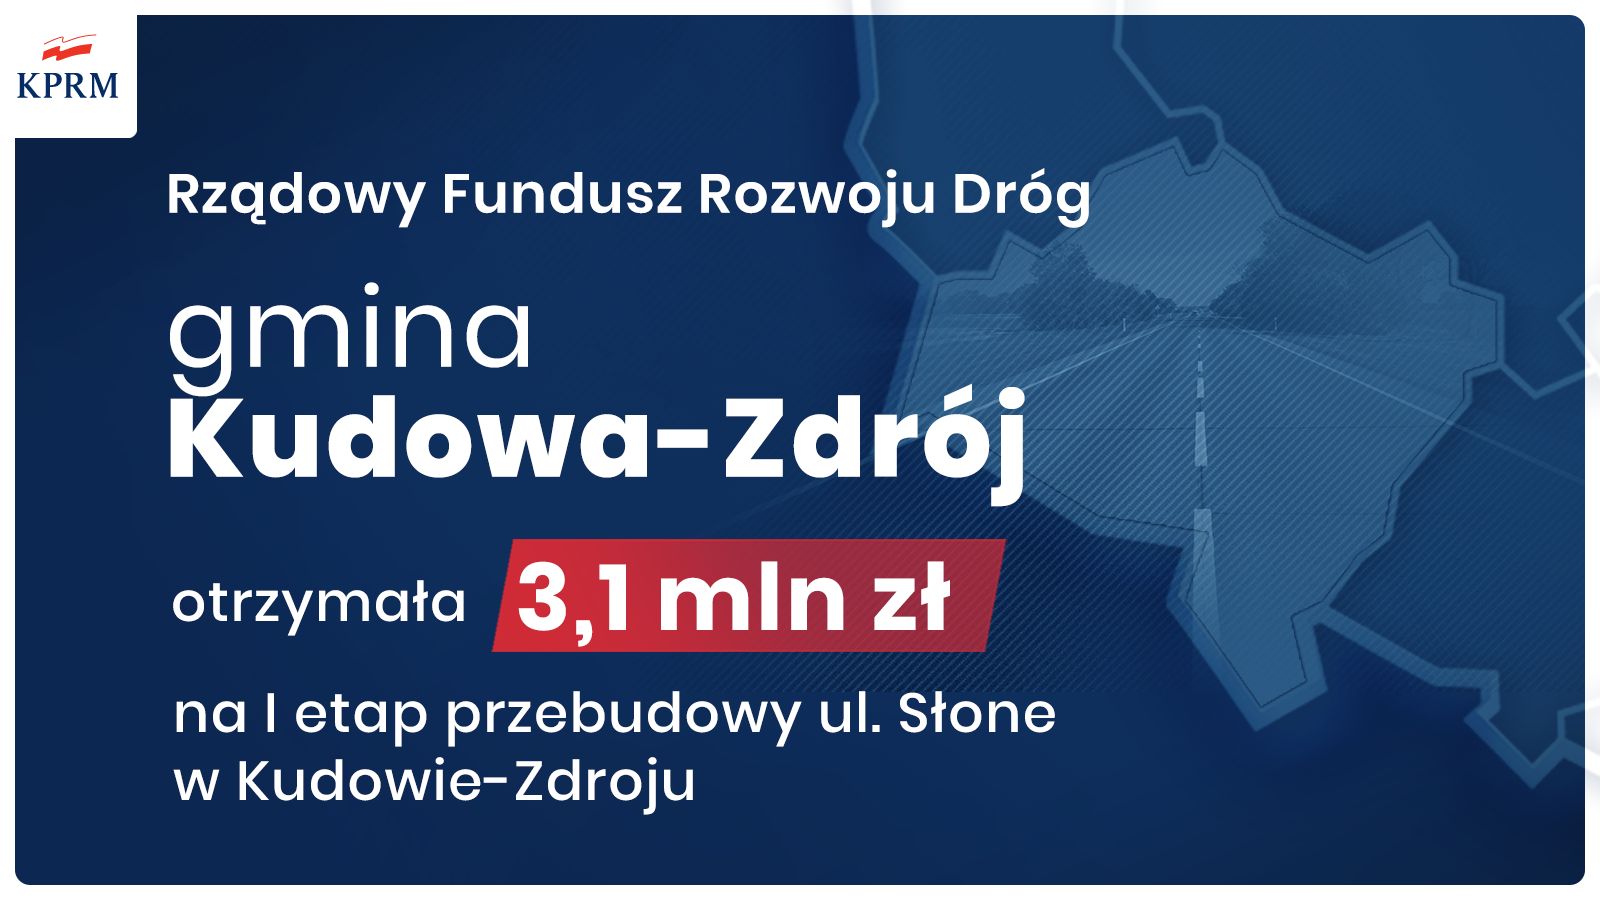 KPRM
Rządowy Fundusz Rozwoju Dróg
gmina
Kudowa-Zdrój
otrzymała 3,1 mln zł
na I etap przebudowy ul. Słone
w Kudowie-Zdroju